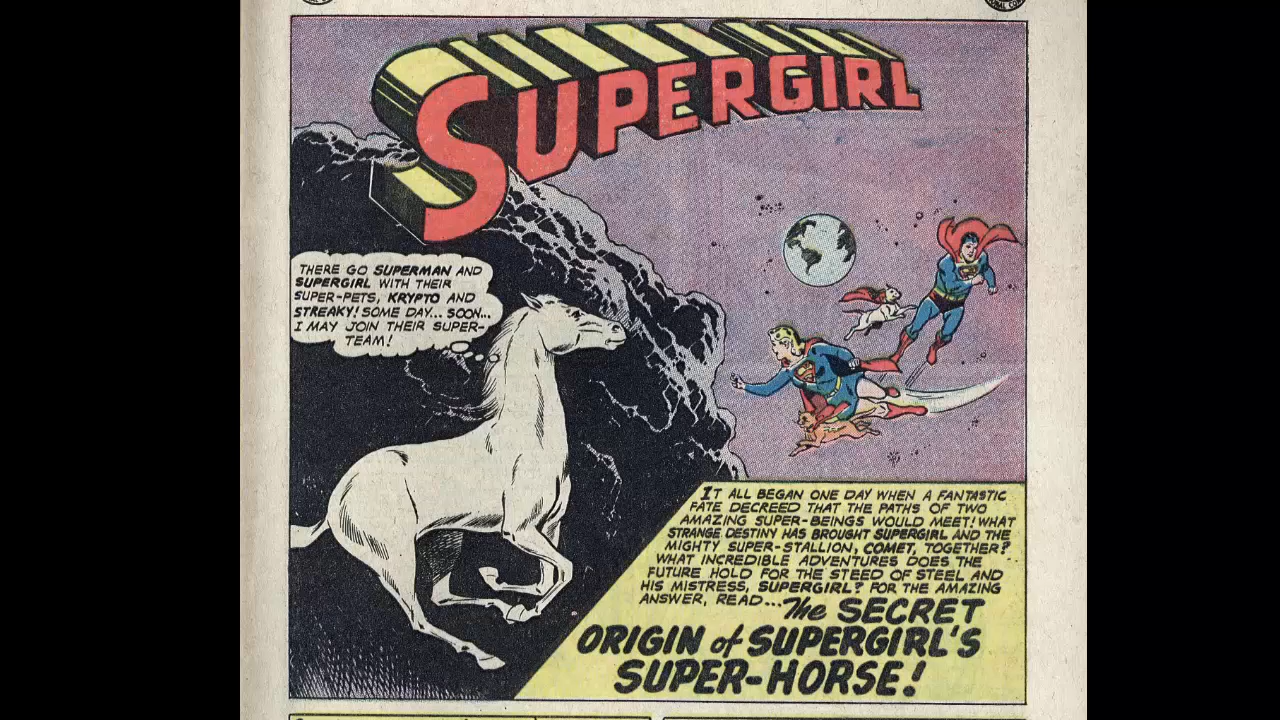 SUPERGIRL
THERE GO SUPERMAN AND
SUPERGIRL WITH THEIR
SUPER-PETS, KRYPTO AND
STREAKY! SOME DAY... SOON...
I MAY JOIN THEIR SUPER-
TEAM!
IT ALL BEGAN ONE DAY WHEN A FANTASTIC
FATE DECREED THAT THE PATHS OF TWO
AMAZING SUPER-BEINGS WOULD MEET! WHAT
STRANGE DESTINY HAS BROUGHT SUPERGIRL AND THE
MIGHTY SUPER-STALLION, COMET, TOGETHER?
WHAT INCREDIBLE ADVENTURES DOES THE
FUTURE HOLD FOR THE STEED OF STEEL AND
HIS MISTRESS, SUPERGIRL? FOR THE AMAZING
ANSWER, READ... The SECRET
ORIGIN of SUPERGIRL'S
SUPER-HORSE!